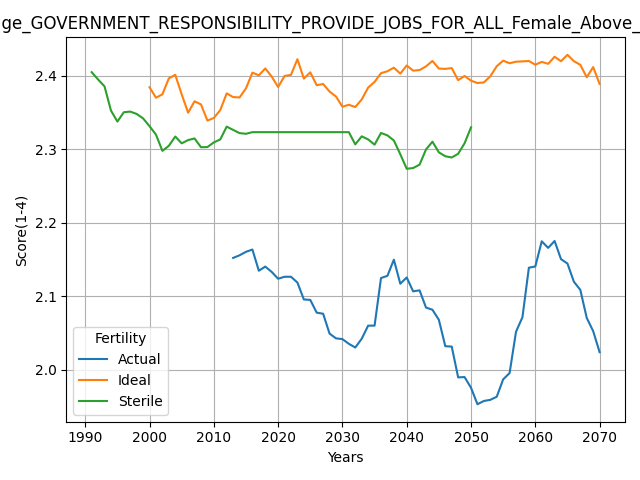 ge_GOVERNMENT_RESPONSIBILITY_PROVIDE_JOBS_FOR_ALL_Female_Above_
Score(1-4)
2.4
2.3
2.2
2.1
2.0
Fertility
Actual
Ideal
Sterile
1990 2000 2010 2020 2030 2040 2050 2060 2070
Years